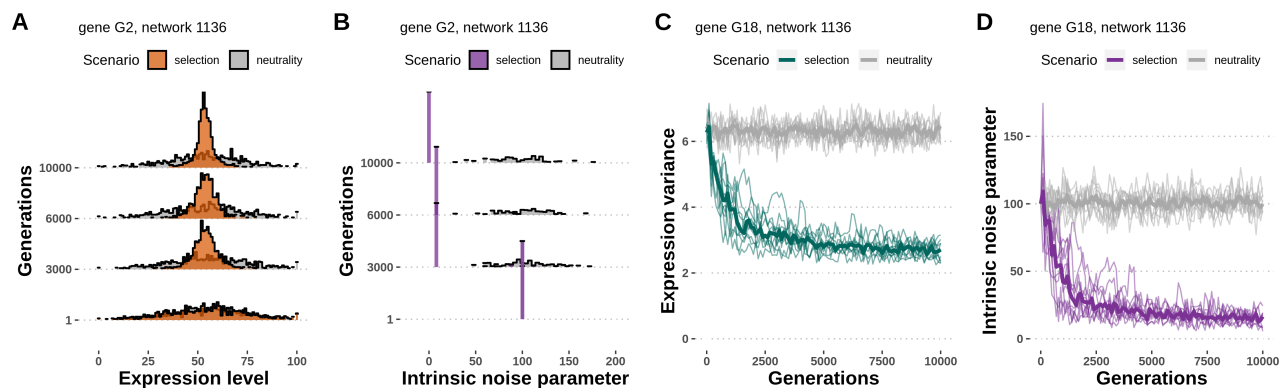 A
gene G2, network 1136
Scenario selection neutrality
Generations
10000
6000
3000
1
0 25 50 75 100
Expression level
B
gene G2, network 1136
Scenario selection neutrality
Generations
10000
6000
3000
1
0 50 100 150 200
Intrinsic noise parameter
C
gene G18, network 1136
Scenario selection neutrality
Expression variance
6
4
2
0
0 2500 5000 7500 10000
Generations
D
gene G18, network 1136
Scenario selection neutrality
Intrinsic noise parameter
150
100
50
0
0 2500 5000 7500 10000
Generations